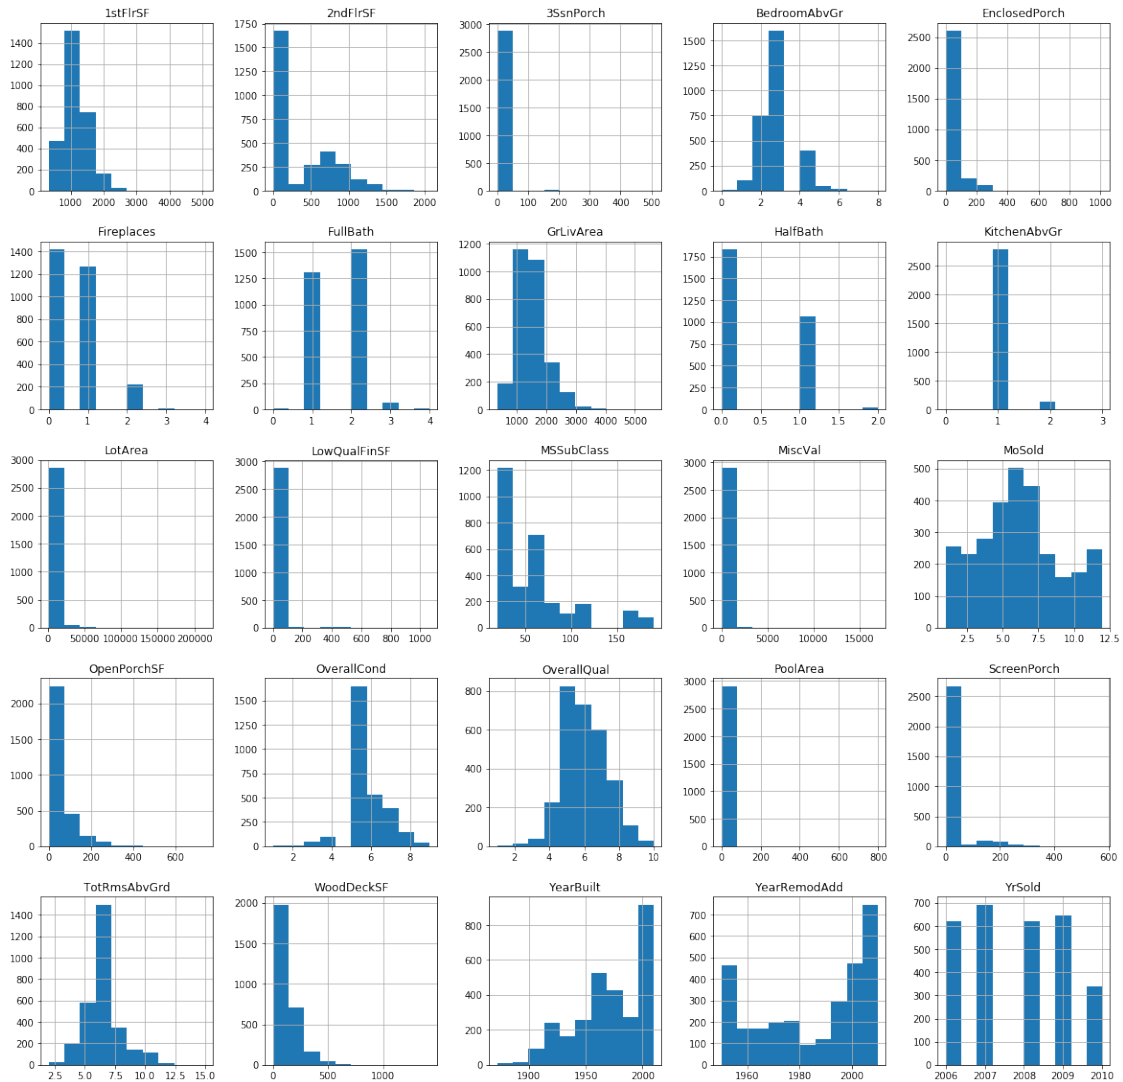 1stFlrSF 2ndFlrSF 3SsnPorch BedroomAbvGr EnclosedPorch
1400 1200 1000 800 600 400 200 0
1000 2000 3000 4000 5000
1750 1500 1250 1000 750 500 250 0
0 500 1000 1500 2000
3000 2500 2000 1500 1000 500 0
0 100 200 300 400 500
1500 1250 1000 750 500 250 0
0 2 4 6 8
2500 2000 1500 1000 500 0
0 200 400 600 800 1000
Fireplaces FullBath GrLivArea HalfBath KitchenAbvGr
1400 1200 1000 800 600 400 200 0
0 1 2 3 4
1500 1250 1000 750 500 250 0
0 1 2 3 4
1200 1000 800 600 400 200 0
1000 2000 3000 4000 5000
1750 1500 1250 1000 750 500 250 0
0.0 0.5 1.0 1.5 2.0
2500 2000 1500 1000 500 0
0 1 2 3
LotArea LowQualFinSF MSSubClass MiscVal MoSold
3000 2500 2000 1500 1000 500 0
0 50000 100000 150000 200000
3000 2500 2000 1500 1000 500 0
0 200 400 600 800 1000
1200 1000 800 600 400 200 0
50 100 150
3000 2500 2000 1500 1000 500 0
0 5000 10000 15000
500 400 300 200 100 0
2.5 5.0 7.5 10.0 12.5
OpenPorchSF OverallCond OverallQual PoolArea ScreenPorch
2000 1500 1000 500 0
0 200 400 600
1500 1250 1000 750 500 250 0
2 4 6 8
800 600 400 200 0
2 4 6 8 10
3000 2500 2000 1500 1000 500 0
0 200 400 600 800
2500 2000 1500 1000 500 0
0 200 400 600
TotRmsAbvGrd WoodDeckSF YearBuilt YearRemodAdd YrSold
1400 1200 1000 800 600 400 200 0
2.5 5.0 7.5 10.0 12.5 15.0
2000 1500 1000 500 0
0 500 1000
800 600 400 200 0
1900 1950 2000
700 600 500 400 300 200 100 0
1960 1980 2000
700 600 500 400 300 200 100 0
2006 2007 2008 2009 2010